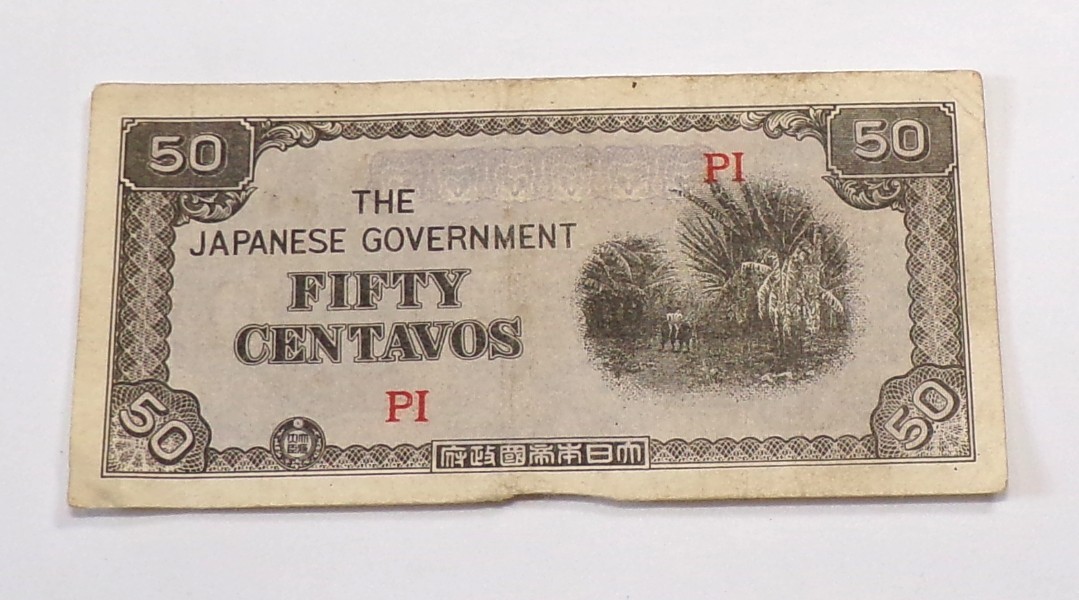 50
50
PI
THE
JAPANESE GOVERNMENT
FIFTY
CENTAVOS
PI
50
50
府政國帝本日大